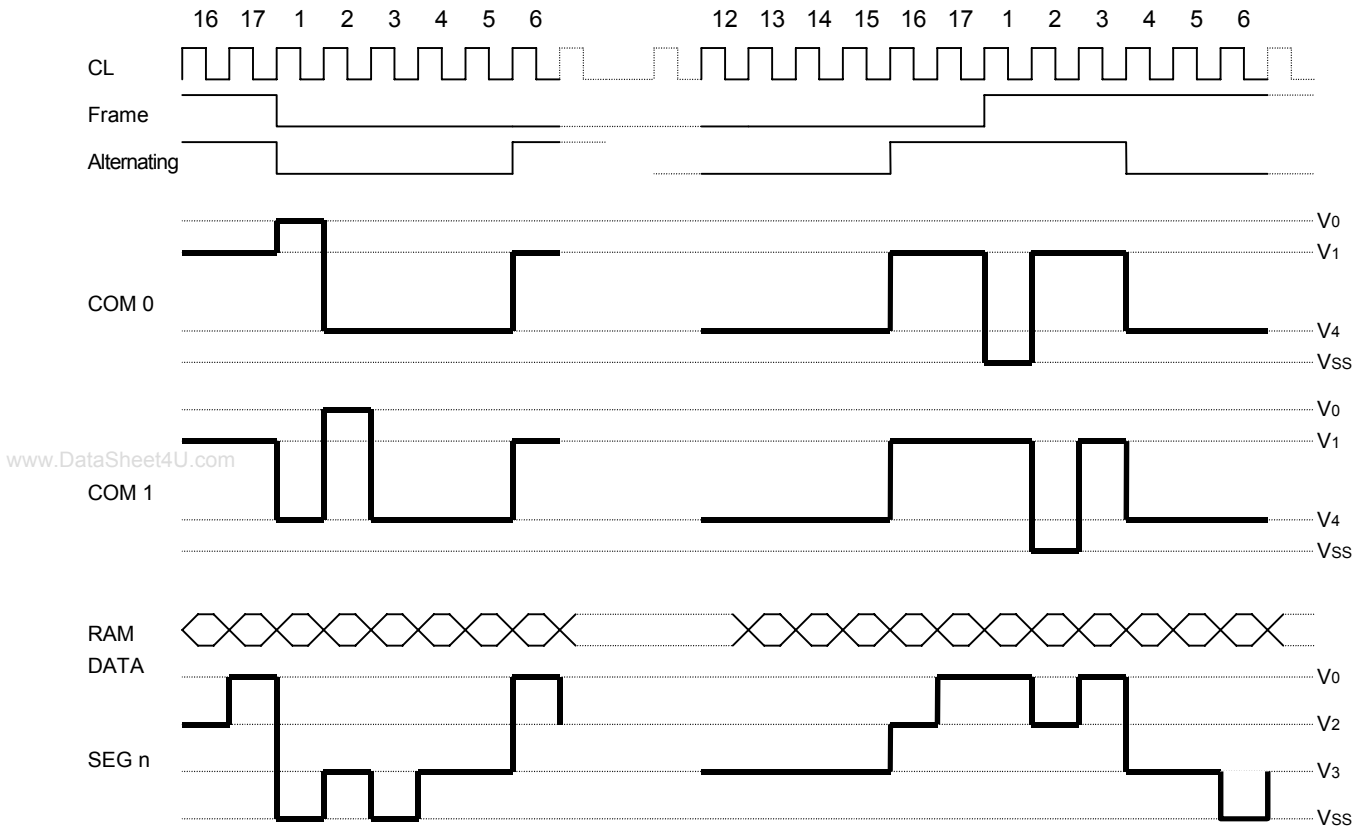 16 17 1 2 3 4 5 6 12 13 14 15 16 17 1 2 3 4 5 6
CL
Frame
Alternating
V0
V1
COM 0
V4
VSS
V0
V1
www.DataSheet4U.com
COM 1
V4
VSS
RAM
DATA
V0
V2
SEG n
V3
VSS